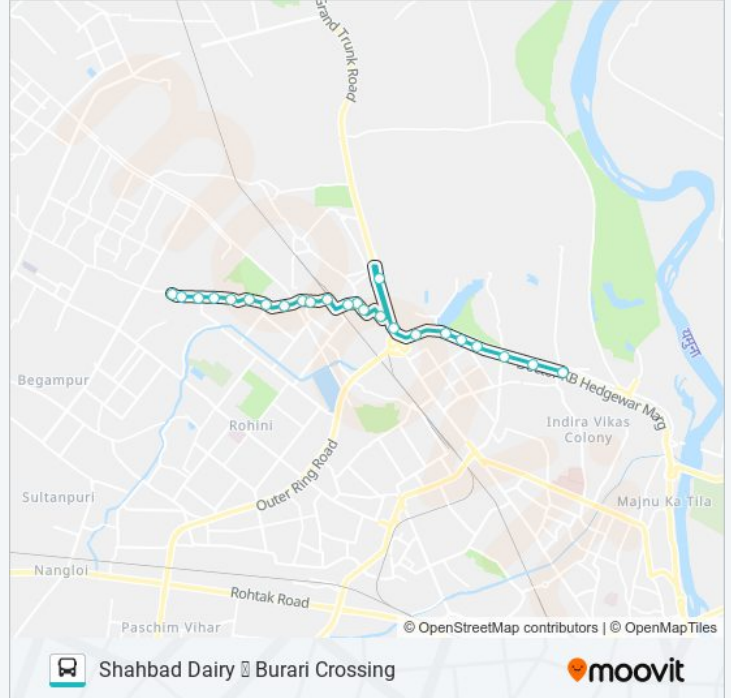 Grand Trunk Road
यमुना
KB Hedgewar Marg
Begampur
Indira Vikas
Colony
Rohini
Outer Ring Road
Sultanpuri
Majnu Ka Tila
Nangloi
Rohtak Road
Paschim Vihar
© OpenStreetMap contributors | © OpenMapTiles
Shahbad Dairy ▯ Burari Crossing
moovit